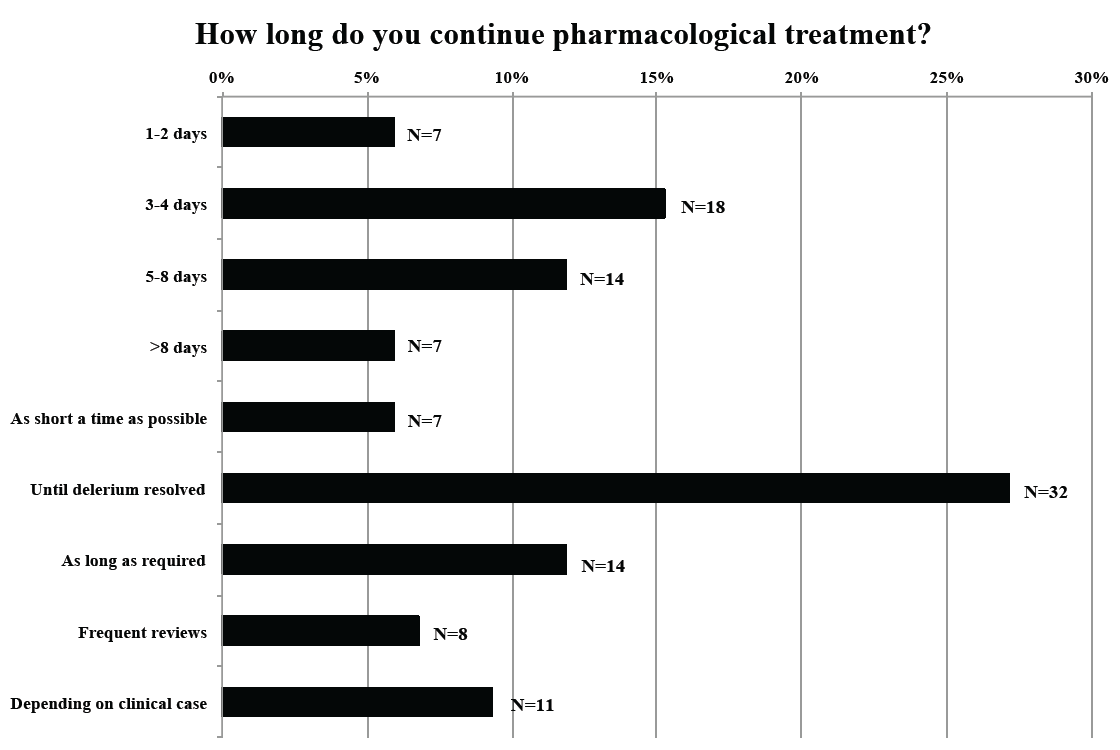 How long do you continue pharmacological treatment?
0% 5% 10% 15% 20% 25% 30%
1-2 days N=7
3-4 days N=18
5-8 days N=14
>8 days N=7
As short a time as possible N=7
Until delerium resolved N=32
As long as required N=14
Frequent reviews N=8
Depending on clinical case N=11